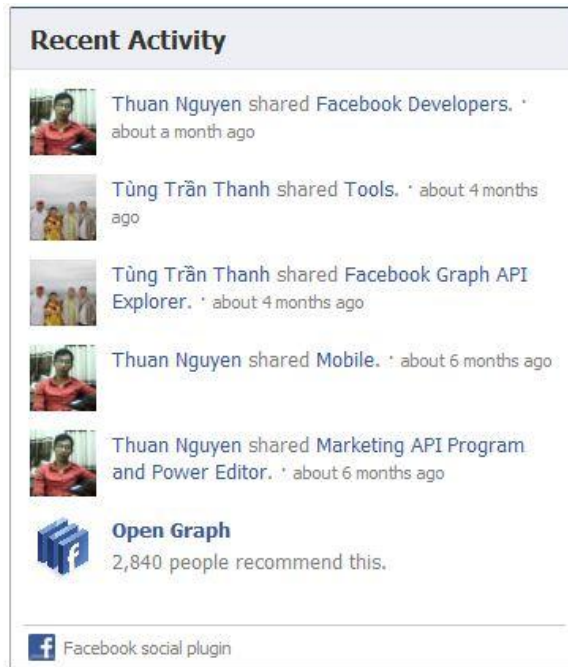 Recent Activity
Thuan Nguyen shared Facebook Developers. ·
about a month ago
Tùng Trần Thanh shared Tools. · about 4 months
ago
Tùng Trần Thanh shared Facebook Graph API
Explorer. · about 4 months ago
Thuan Nguyen shared Mobile. · about 6 months ago
Thuan Nguyen shared Marketing API Program
and Power Editor. · about 6 months ago
Open Graph
2,840 people recommend this.
Facebook social plugin